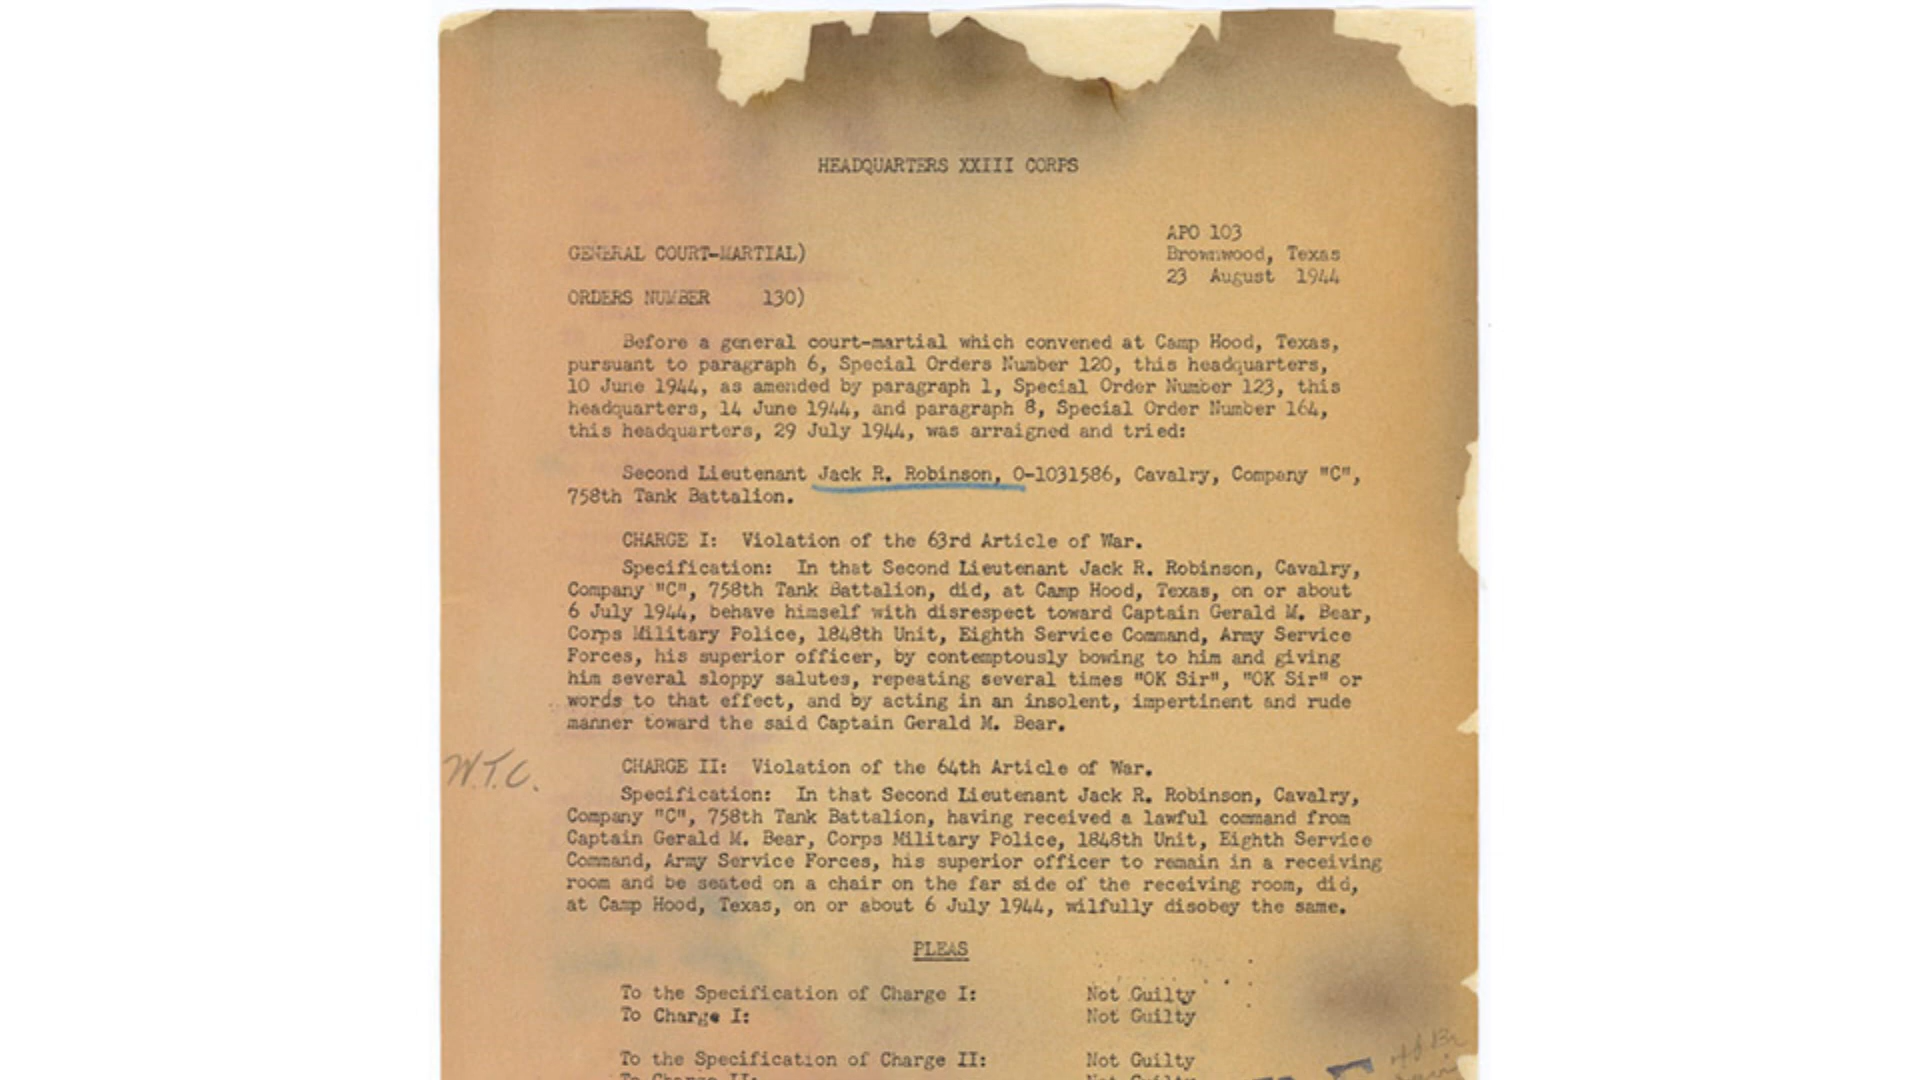 HEADQUARTERS XXIII CORPS
APO 103
GENERAL COURT-MARTIAL)
Brownwood, Texas
23 August 1944
ORDERS NUMBER 130)
Before a general court-martial which convened at Camp Hood, Texas,
pursuant to paragraph 6, Special Orders Number 120, this headquarters,
10 June 1944, as amended by paragraph 1, Special Order Number 123, this
headquarters, 14 June 1944, and paragraph 8, Special Order Number 164,
this headquarters, 29 July 1944, was arraigned and tried:
Second Lieutenant Jack R. Robinson, O-1031586, Cavalry, Company "C",
758th Tank Battalion.
CHARGE I: Violation of the 63rd Article of War.
Specification: In that Second Lieutenant Jack R. Robinson, Cavalry,
Company "C", 758th Tank Battalion, did, at Camp Hood, Texas, on or about
6 July 1944, behave himself with disrespect toward Captain Gerald M. Bear,
Corps Military Police, 1848th Unit, Eighth Service Command, Army Service
Forces, his superior officer, by contemptously bowing to him and giving
him several sloppy salutes, repeating several times "OK Sir", "OK Sir" or
words to that effect, and by acting in an insolent, impertinent and rude
manner toward the said Captain Gerald M. Bear.
W.T.C.
CHARGE II: Violation of the 64th Article of War.
Specification: In that Second Lieutenant Jack R. Robinson, Cavalry,
Company "C", 758th Tank Battalion, having received a lawful command from
Captain Gerald M. Bear, Corps Military Police, 1848th Unit, Eighth Service
Command, Army Service Forces, his superior officer to remain in a receiving
room and be seated on a chair on the far side of the receiving room, did,
at Camp Hood, Texas, on or about 6 July 1944, wilfully disobey the same.
PLEAS
To the Specification of Charge I: Not Guilty
To Charge I: Not Guilty
To the Specification of Charge II: Not Guilty
To Charge II: Not Guilty